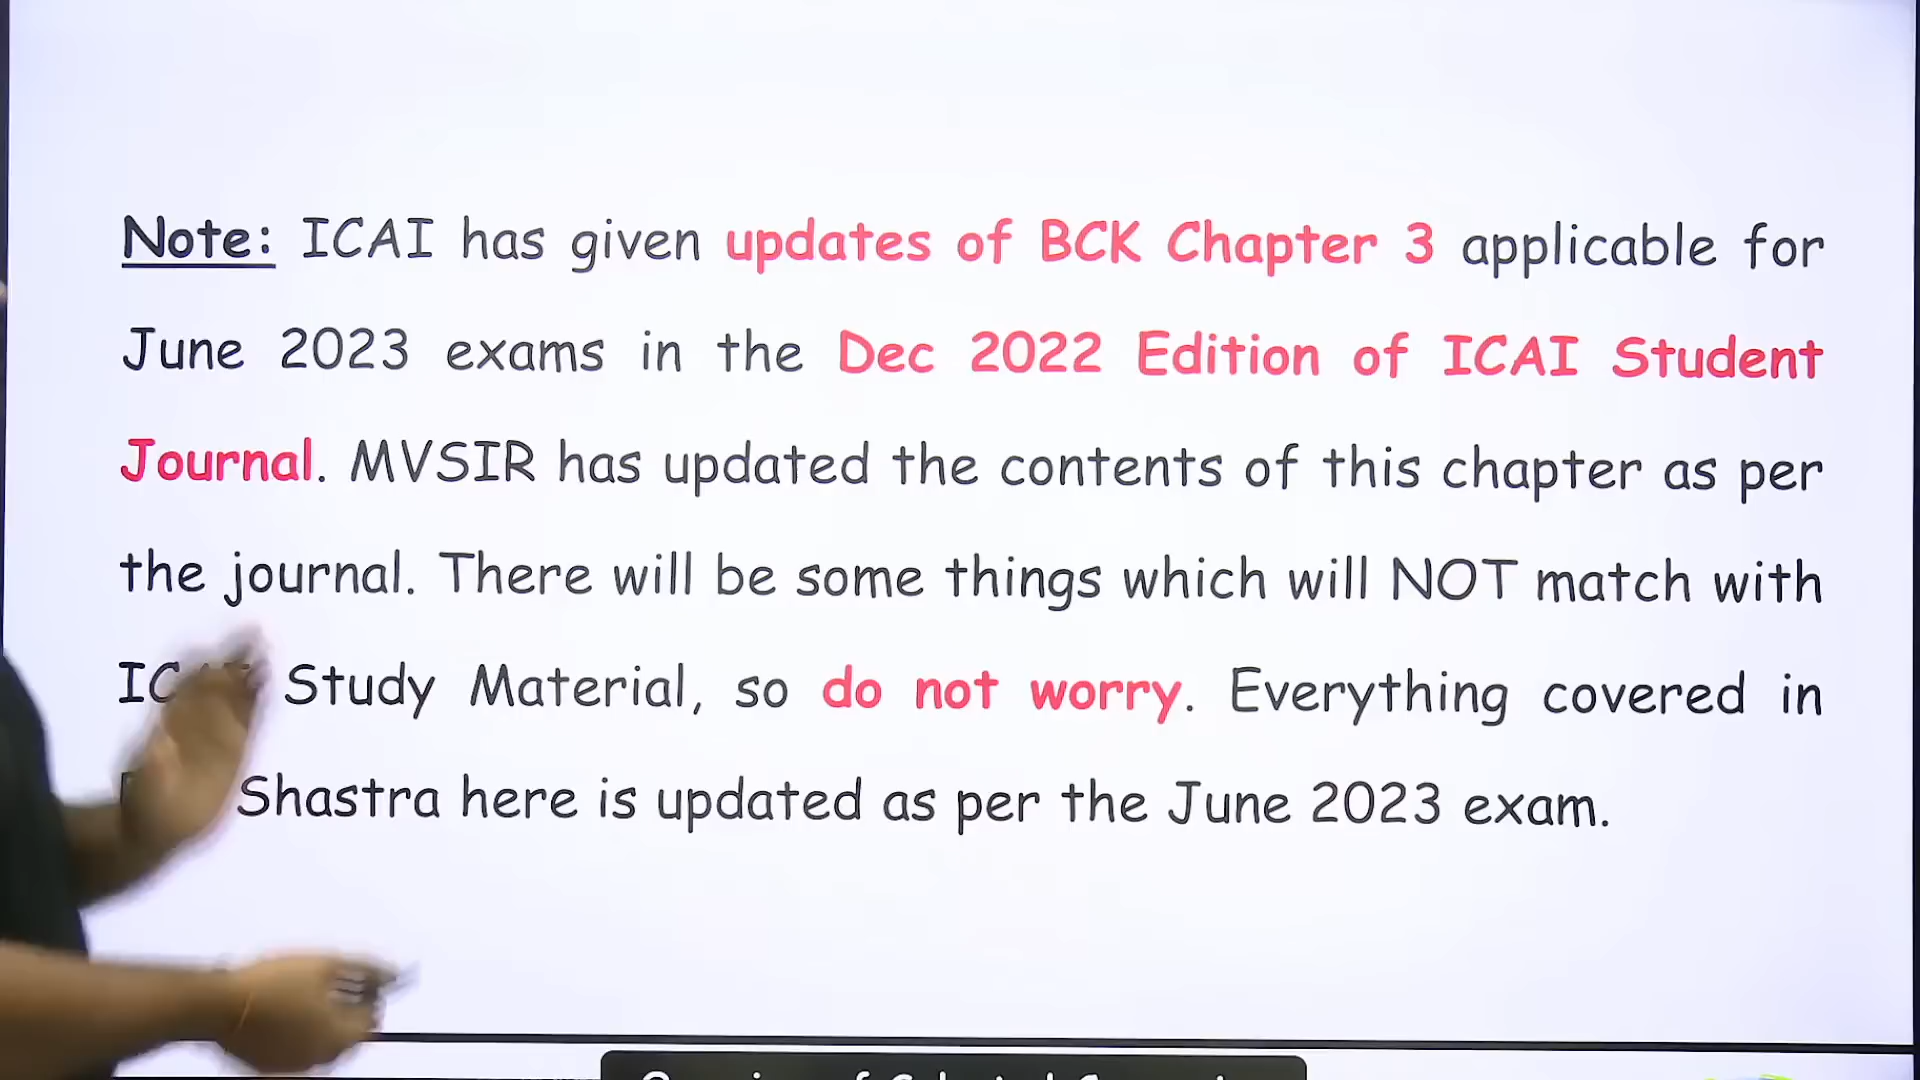 Note: ICAI has given updates of BCK Chapter 3 applicable for
June 2023 exams in the Dec 2022 Edition of ICAI Student
Journal. MVSIR has updated the contents of this chapter as per
the journal. There will be some things which will NOT match with
Study Material, so do not worry. Everything covered in
Shastra here is updated as per the June 2023 exam.